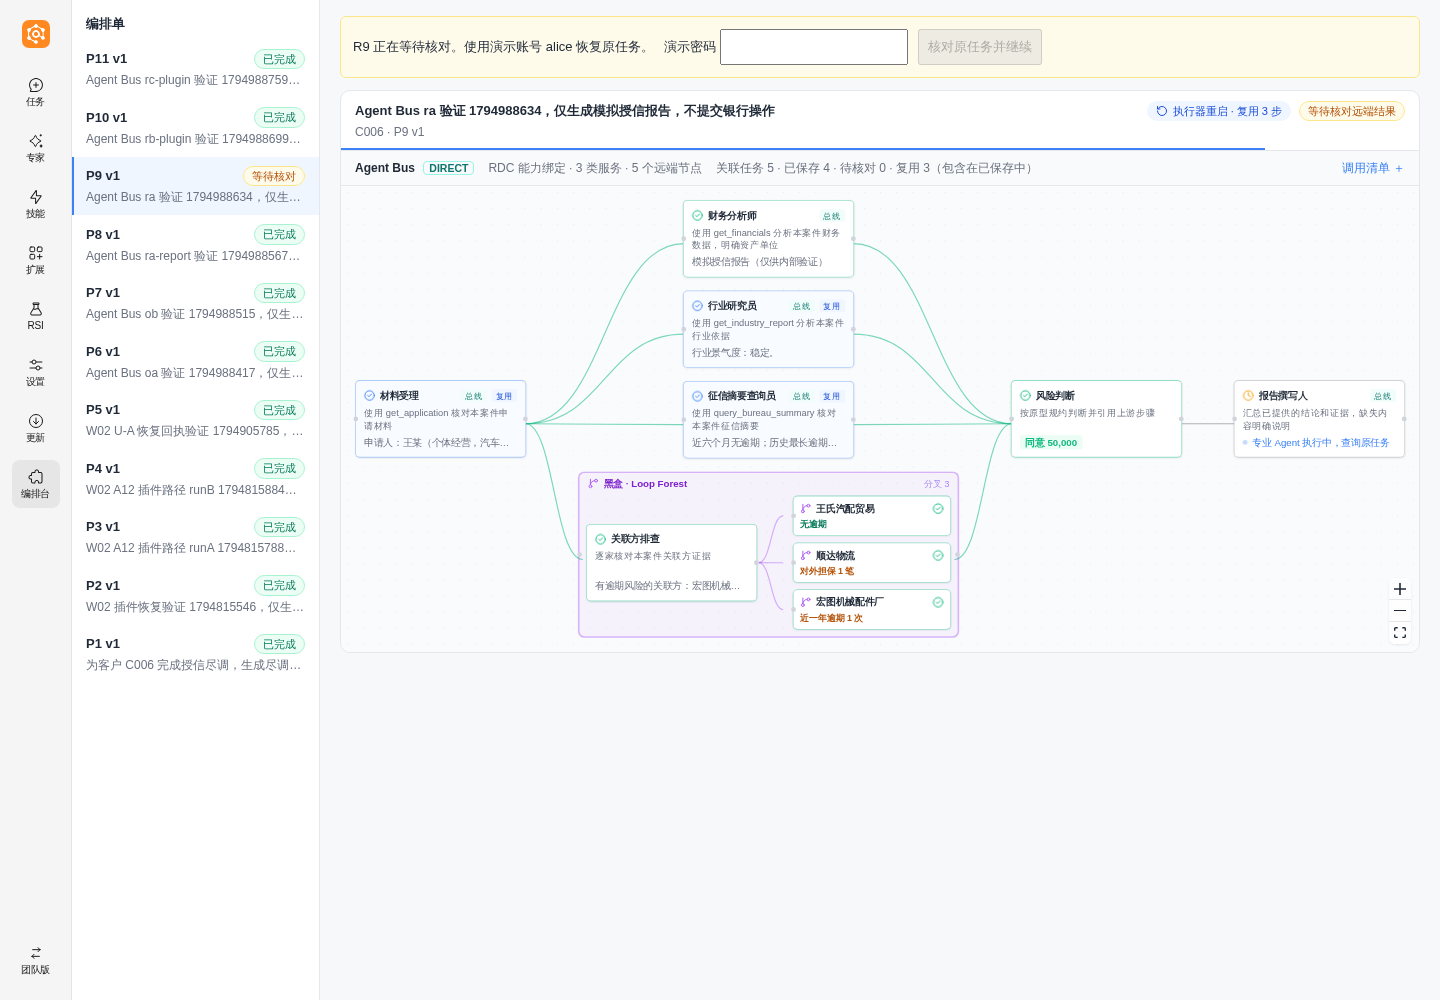 任务
专家
技能
扩展
RSI
设置
更新
编排台
团队版
编排单
P11 v1
已完成
Agent Bus rc-plugin 验证 1794988759…
P10 v1
已完成
Agent Bus rb-plugin 验证 1794988699…
P9 v1
等待核对
Agent Bus ra 验证 1794988634，仅生…
P8 v1
已完成
Agent Bus ra-report 验证 1794988567…
P7 v1
已完成
Agent Bus ob 验证 1794988515，仅生…
P6 v1
已完成
Agent Bus oa 验证 1794988417，仅生…
P5 v1
已完成
W02 U-A 恢复回执验证 1794905785，…
P4 v1
已完成
W02 A12 插件路径 runB 1794815884…
P3 v1
已完成
W02 A12 插件路径 runA 1794815788…
P2 v1
已完成
W02 插件恢复验证 1794815546，仅生…
P1 v1
已完成
为客户 C006 完成授信尽调，生成尽调…
R9 正在等待核对。使用演示账号 alice 恢复原任务。 演示密码 核对原任务并继续
Agent Bus ra 验证 1794988634，仅生成模拟授信报告，不提交银行操作
执行器重启 · 复用 3 步
等待核对远端结果
C006 · P9 v1
Agent Bus DIRECT RDC 能力绑定 · 3 类服务 · 5 个远端节点 关联任务 5 · 已保存 4 · 待核对 0 · 复用 3（包含在已保存中） 调用清单 +
财务分析师 总线
使用 get_financials 分析本案件财务
数据，明确资产单位
模拟授信报告（仅供内部验证）
行业研究员 总线 复用
使用 get_industry_report 分析本案件
行业依据
行业景气度：稳定。
材料受理 总线 复用
使用 get_application 核对本案件申
请材料
申请人：王某（个体经营，汽车…
征信摘要查询员 总线 复用
使用 query_bureau_summary 核对
本案件征信摘要
近六个月无逾期；历史最长逾期…
风险判断
按原型规约判断并引用上游步骤
同意 50,000
报告撰写人 总线
汇总已提供的结论和证据，缺失内
容明确说明
专业 Agent 执行中，查询原任务
黑盒 · Loop Forest 分叉 3
关联方排查
逐家核对本案件关联方证据
有逾期风险的关联方：宏图机械…
王氏汽配贸易
无逾期
顺达物流
对外担保 1 笔
宏图机械配件厂
近一年逾期 1 次